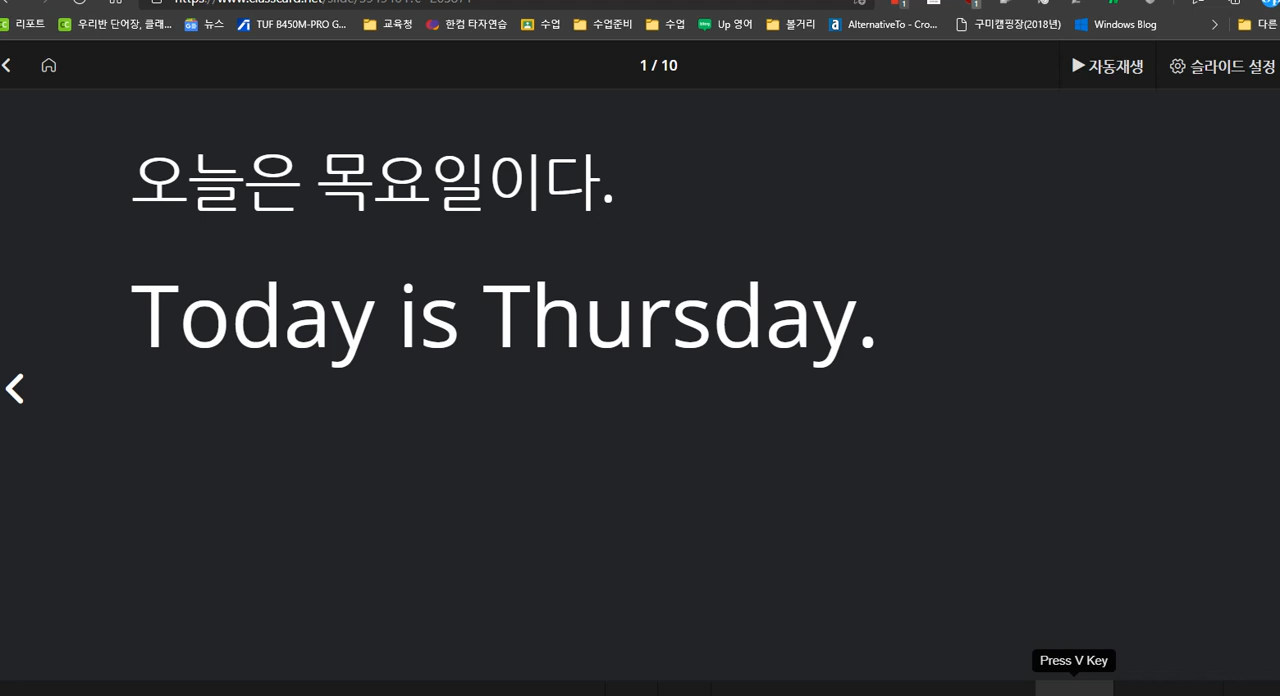 리포트 우리반 단어장, 클래... 뉴스 TUF B450M-PRO G... 교육청 한컴 타자연습 수업 수업준비 수업 Up 영어 볼거리 AlternativeTo - Cro... 구미캠핑장(2018년) Windows Blog 다른
1 / 10 자동재생 슬라이드 설정
오늘은 목요일이다.
Today is Thursday.
Press V Key